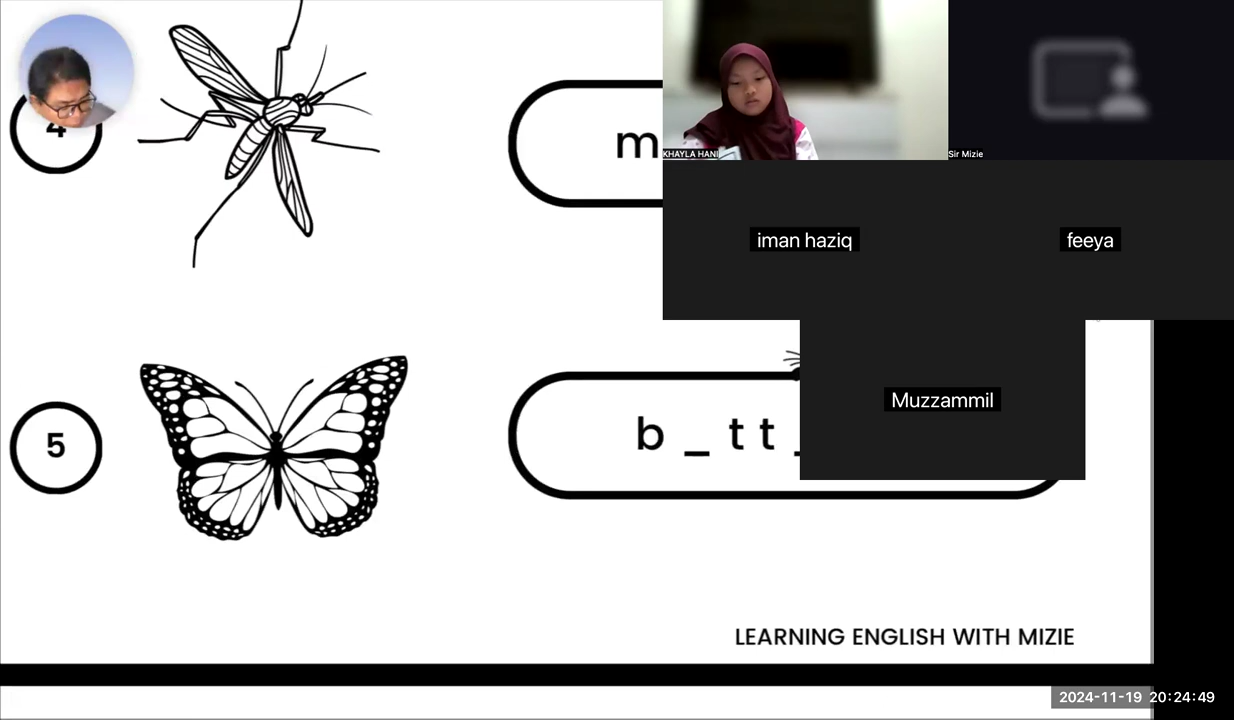 4
m
KHAYLA HANI
Sir Mizie
iman haziq
feeya
Muzzammil
5
b _ t t _
LEARNING ENGLISH WITH MIZIE
2024-11-19 20:24:49